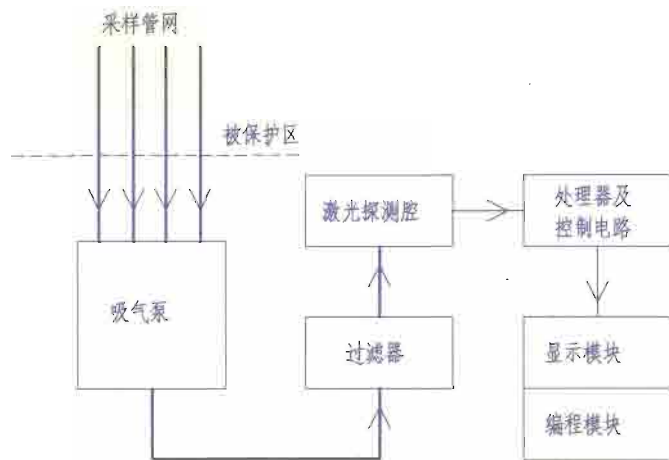 采样管网
被保护区
激光探测腔
处理器及
控制电路
吸气泵
过滤器
显示模块
编程模块